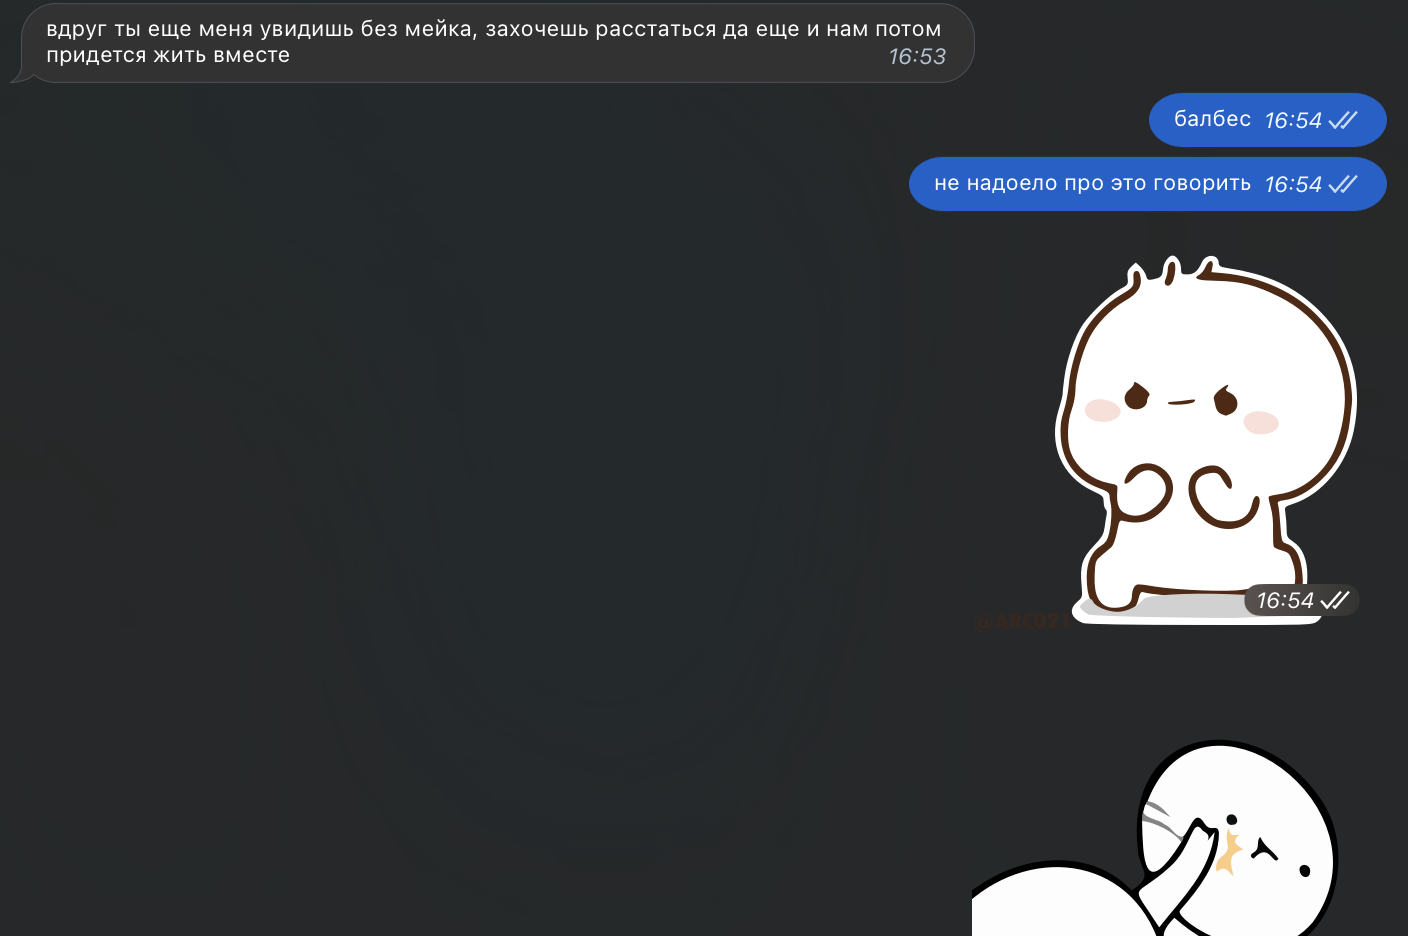 вдруг ты еще меня увидишь без мейка, захочешь расстаться да еще и нам потом
придется жить вместе 16:53
балбес 16:54
не надоело про это говорить 16:54
16:54